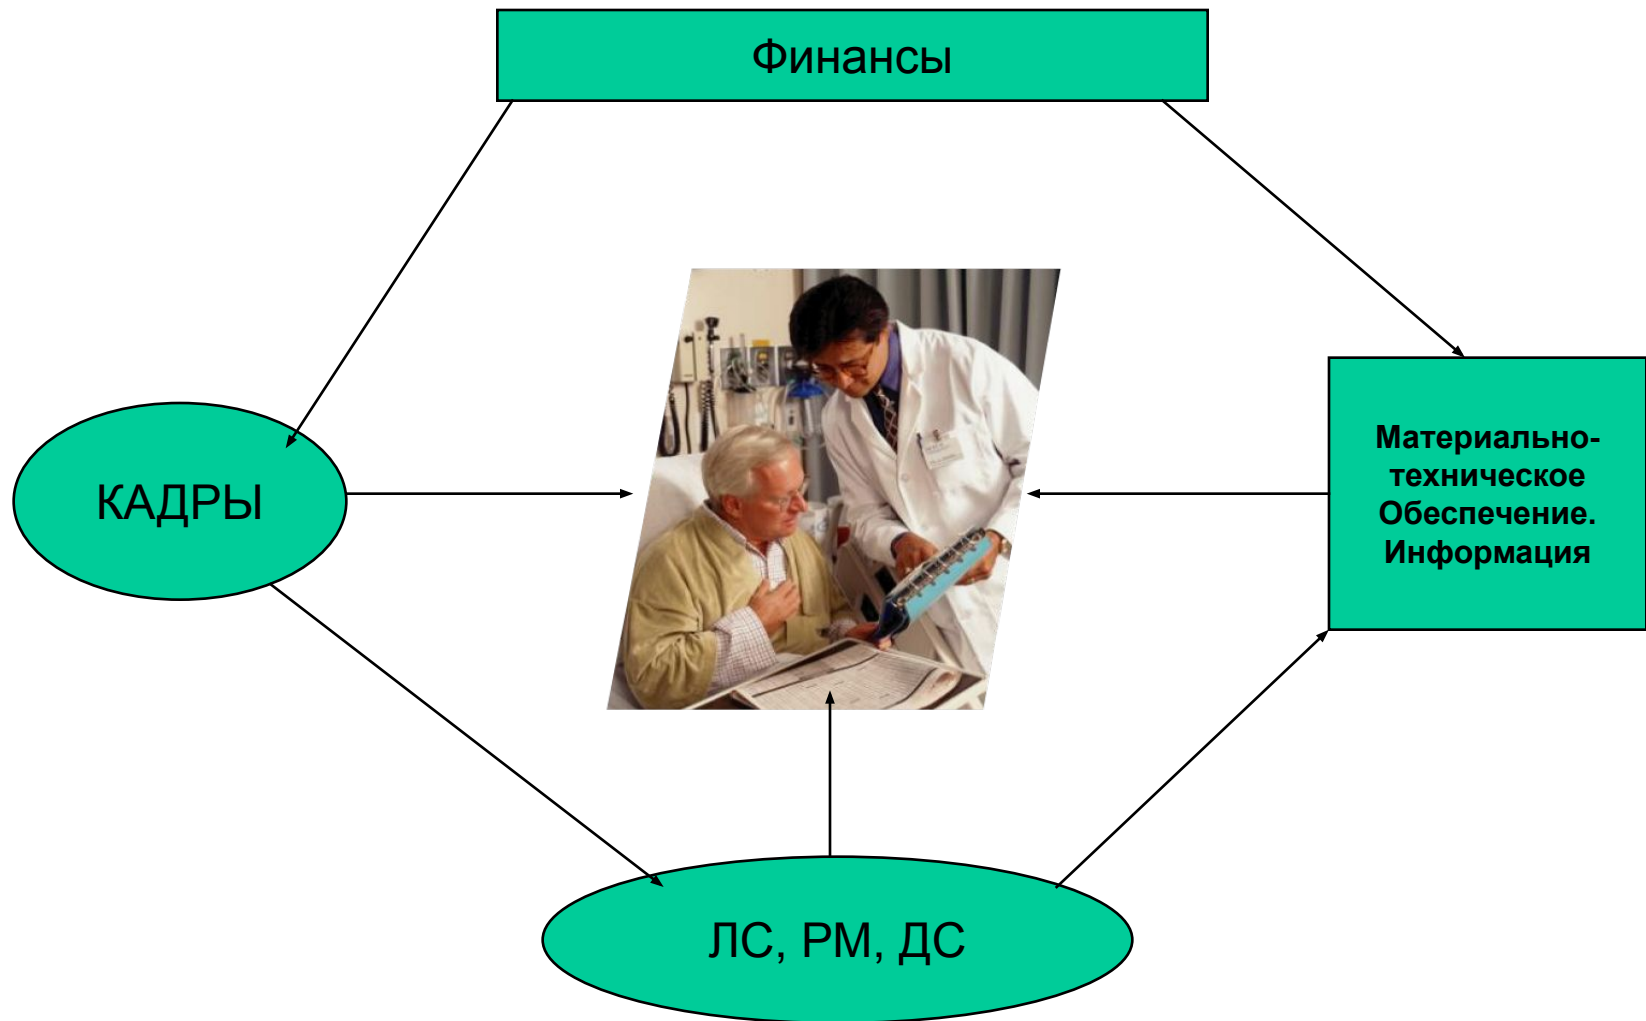 Финансы
КАДРЫ
Материально-
техническое
Обеспечение.
Информация
ЛС, РМ, ДС